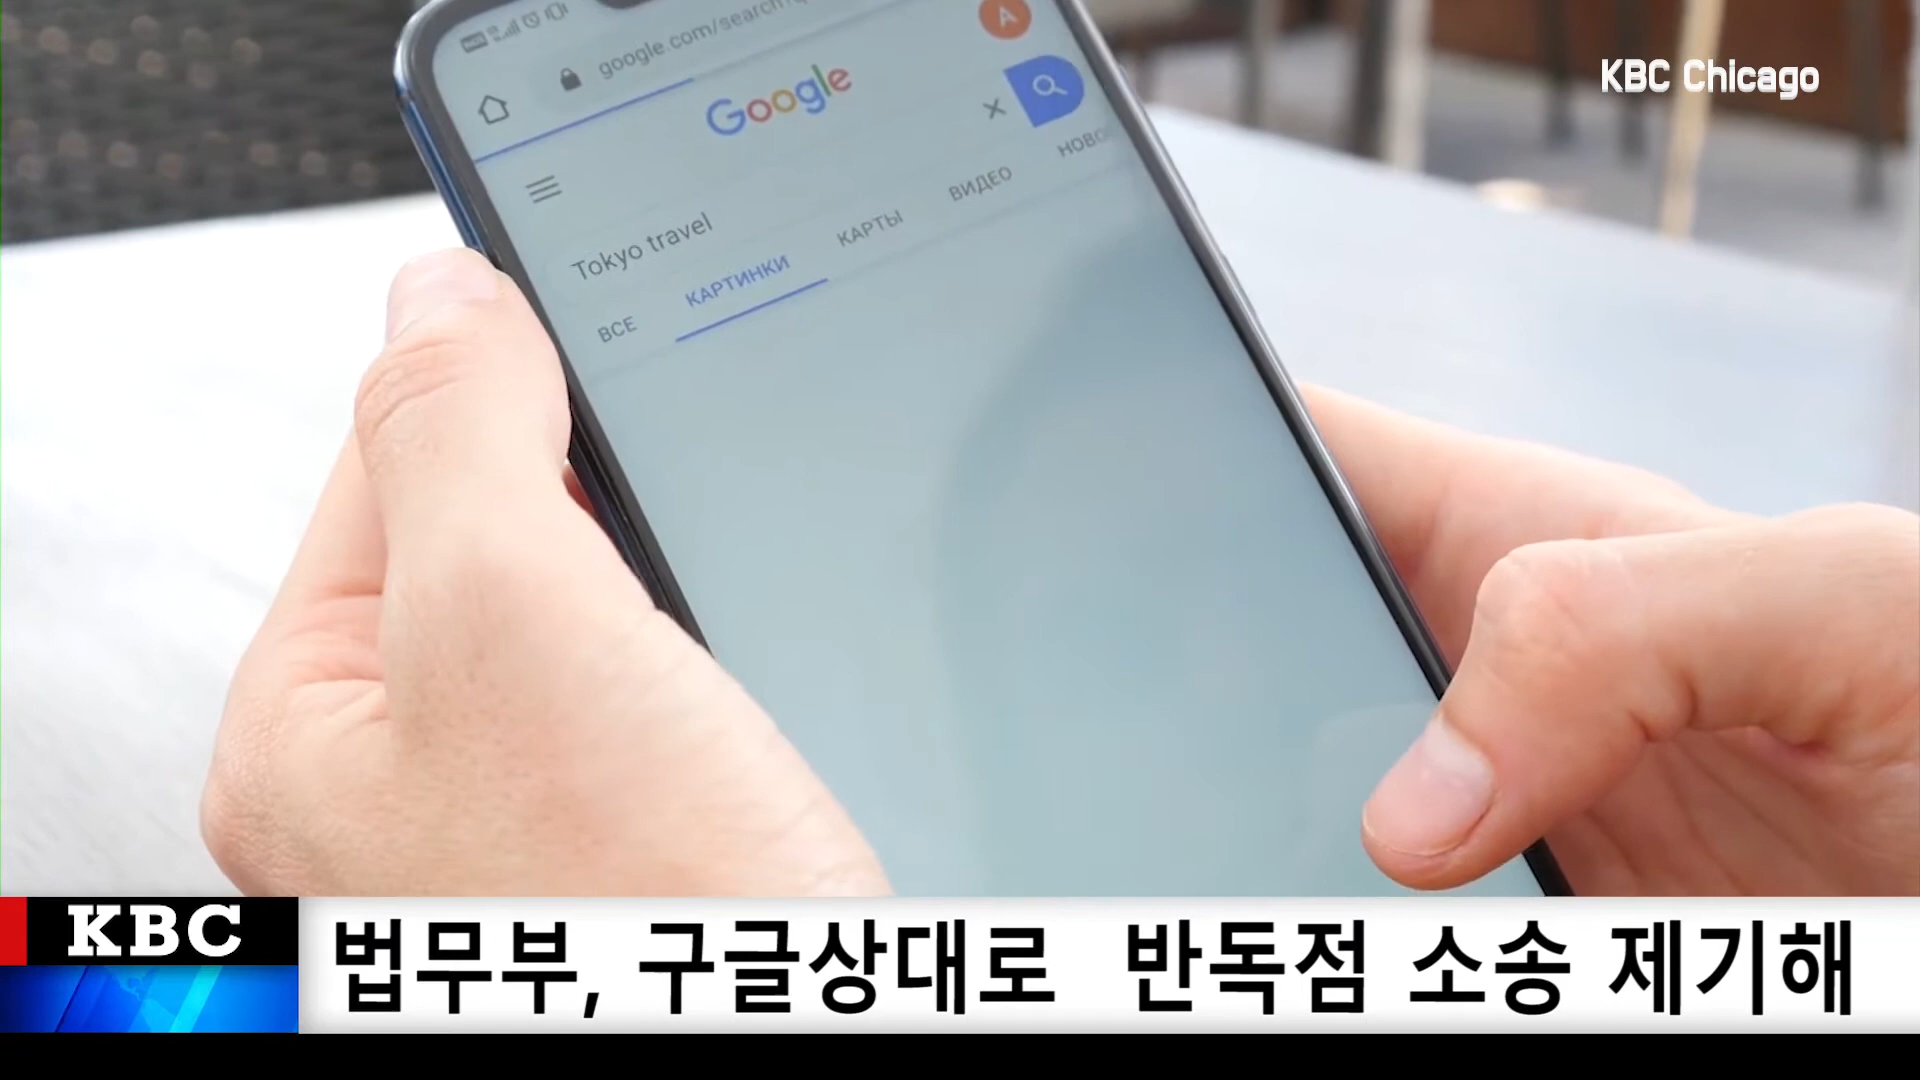 google.com/search?q
A
Google
KBC Chicago
Tokyo travel
ВСЕ КАРТИНКИ КАРТЫ ВИДЕО
KBC
법무부, 구글상대로 반독점 소송 제기해